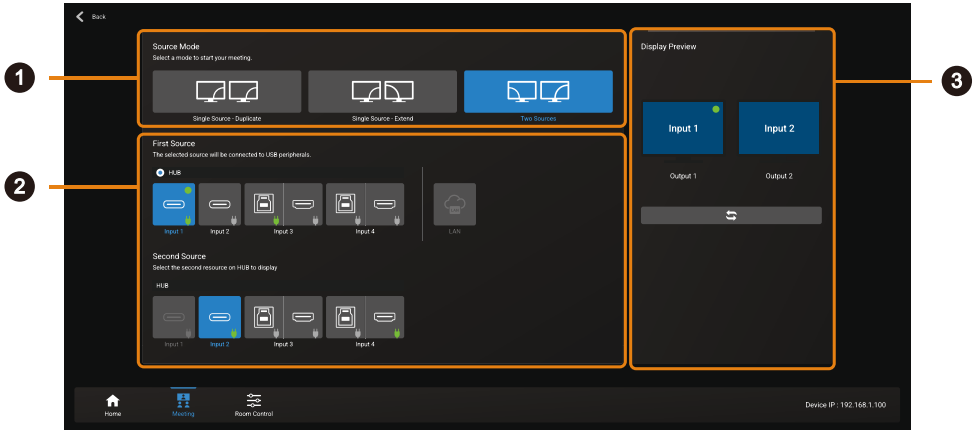 Back
1
Source Mode
Select a mode to start your meeting.
Single Source - Duplicate
Single Source - Extend
Two Sources
2
First Source
The selected source will be connected to USB peripherals.
HUB
Input 1
Input 2
Input 3
Input 4
LAN
Second Source
Select the second resource on HUB to display
HUB
Input 1
Input 2
Input 3
Input 4
3
Display Preview
Input 1
Input 2
Output 1
Output 2
Home
Meeting
Room Control
Device IP : 192.168.1.100